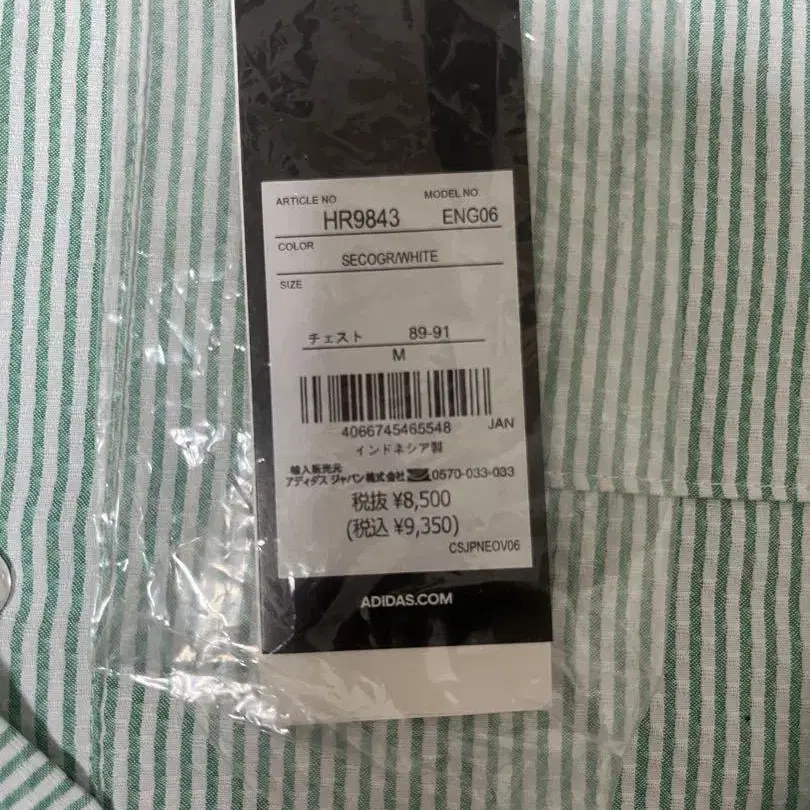 ARTICLE NO MODEL NO.
HR9843 ENG06
COLOR
SECOGR/WHITE
SIZE
チェスト 89-91
M
4066745465548 JAN
インドネシア製
輸入販売元
アディダス ジャパン株式会社 0570-033-033
税抜 ¥8,500
(税込 ¥9,350)
CSJPNEOV06
ADIDAS.COM